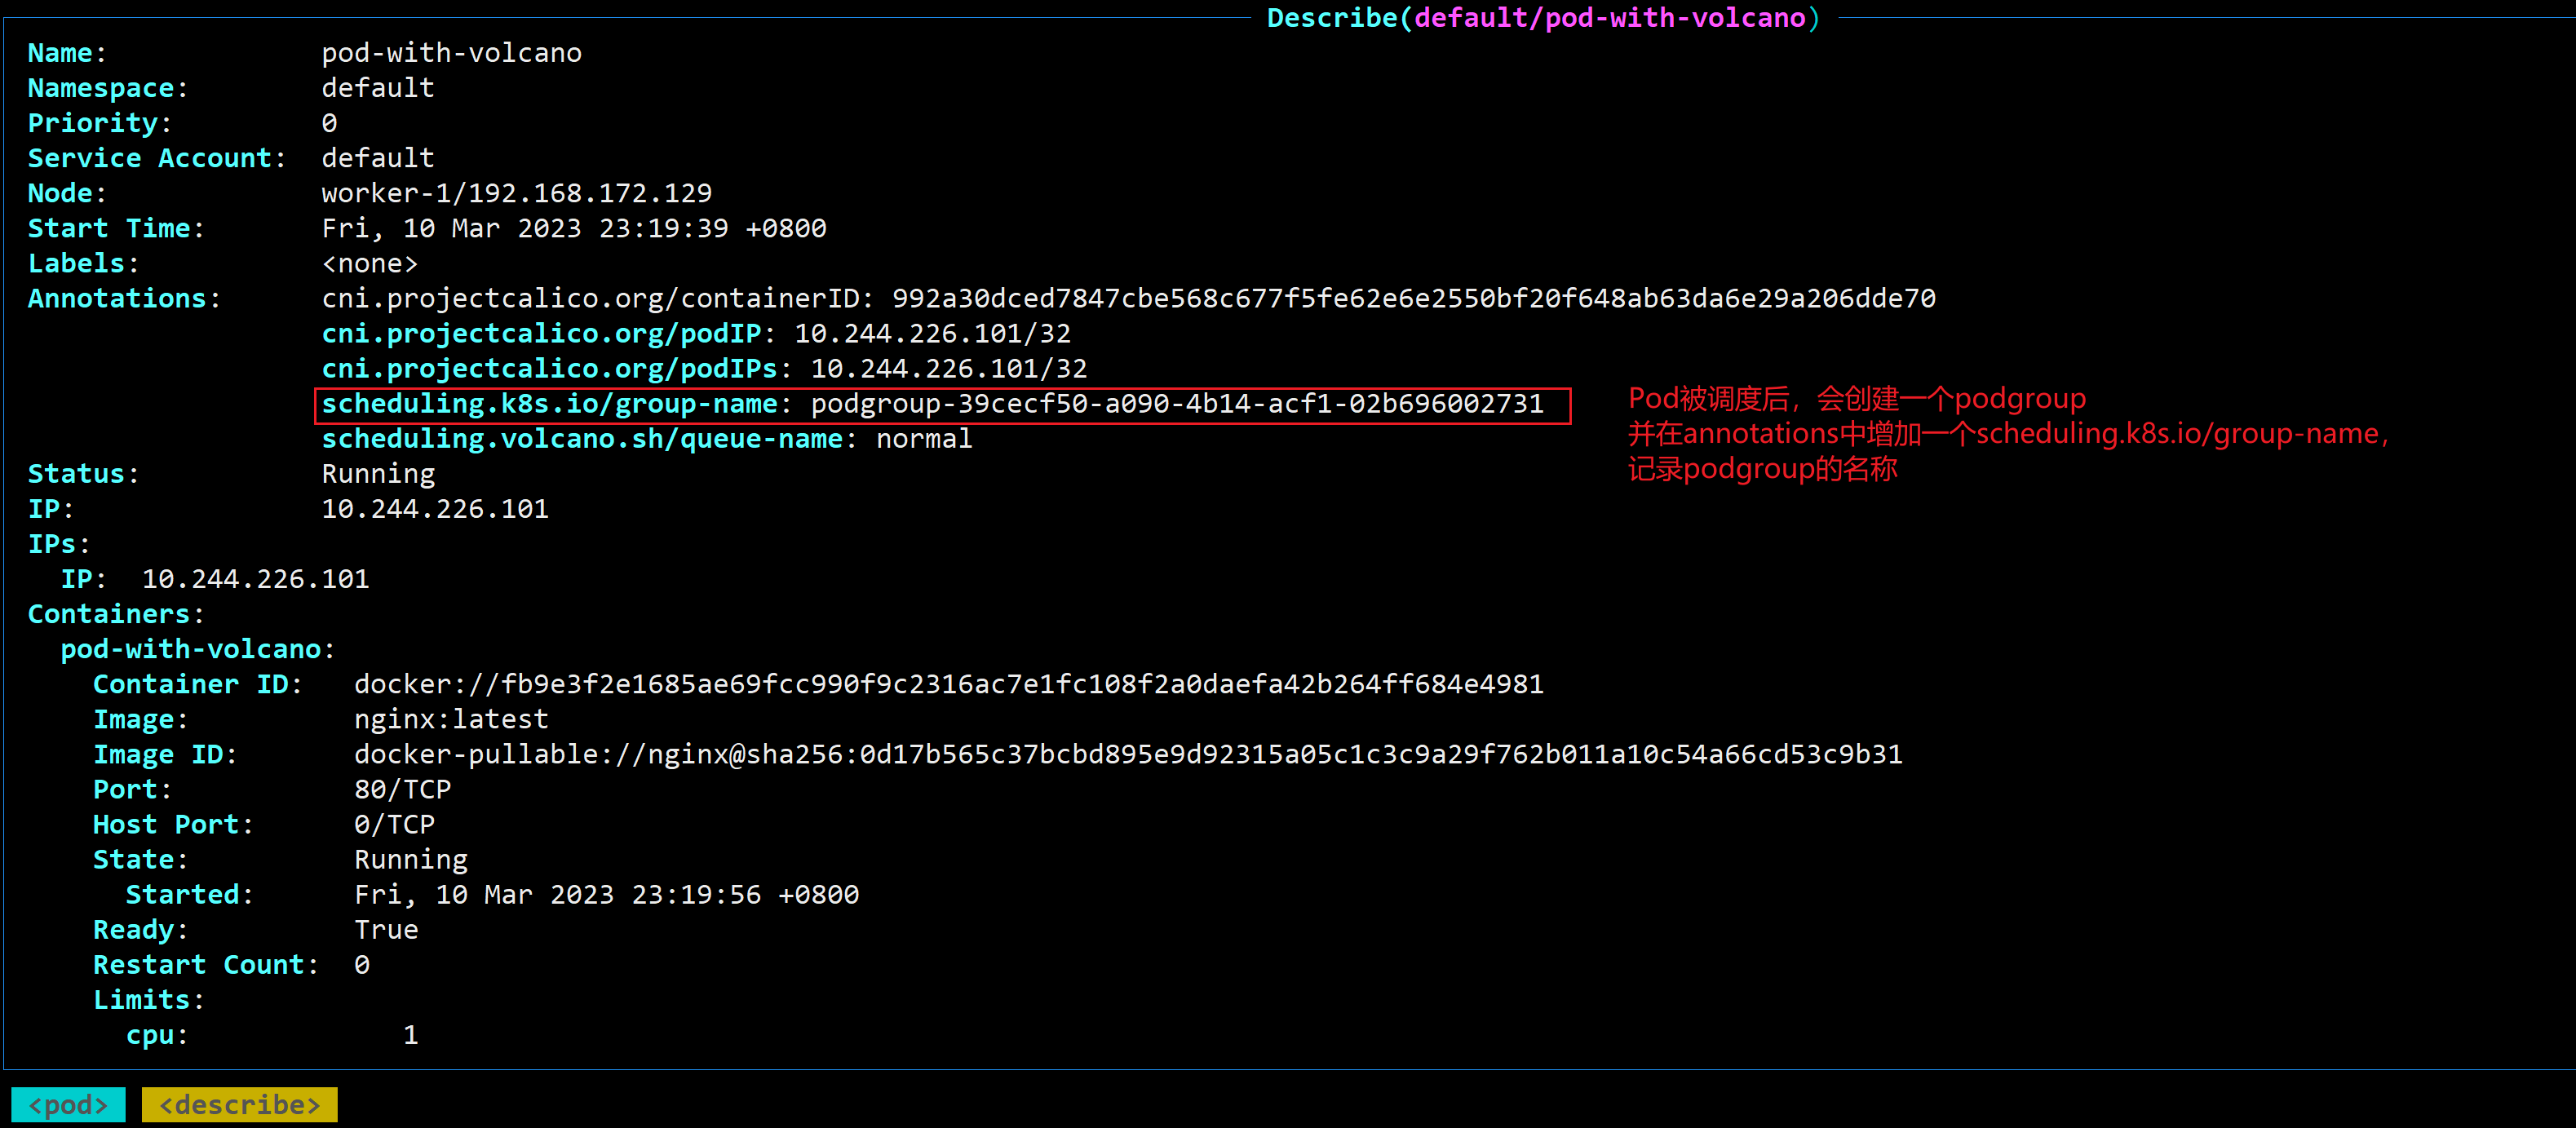 Describe(default/pod-with-volcano)
Name: pod-with-volcano
Namespace: default
Priority: 0
Service Account: default
Node: worker-1/192.168.172.129
Start Time: Fri, 10 Mar 2023 23:19:39 +0800
Labels: <none>
Annotations: cni.projectcalico.org/containerID: 992a30dced7847cbe568c677f5fe62e6e2550bf20f648ab63da6e29a206dde70
cni.projectcalico.org/podIP: 10.244.226.101/32
cni.projectcalico.org/podIPs: 10.244.226.101/32
scheduling.k8s.io/group-name: podgroup-39cecf50-a090-4b14-acf1-02b696002731
scheduling.volcano.sh/queue-name: normal
Pod被调度后，会创建一个podgroup
并在annotations中增加一个scheduling.k8s.io/group-name，
记录podgroup的名称
Status: Running
IP: 10.244.226.101
IPs:
IP: 10.244.226.101
Containers:
pod-with-volcano:
Container ID: docker://fb9e3f2e1685ae69fcc990f9c2316ac7e1fc108f2a0daefa42b264ff684e4981
Image: nginx:latest
Image ID: docker-pullable://nginx@sha256:0d17b565c37bcbd895e9d92315a05c1c3c9a29f762b011a10c54a66cd53c9b31
Port: 80/TCP
Host Port: 0/TCP
State: Running
Started: Fri, 10 Mar 2023 23:19:56 +0800
Ready: True
Restart Count: 0
Limits:
cpu: 1
<pod> <describe>